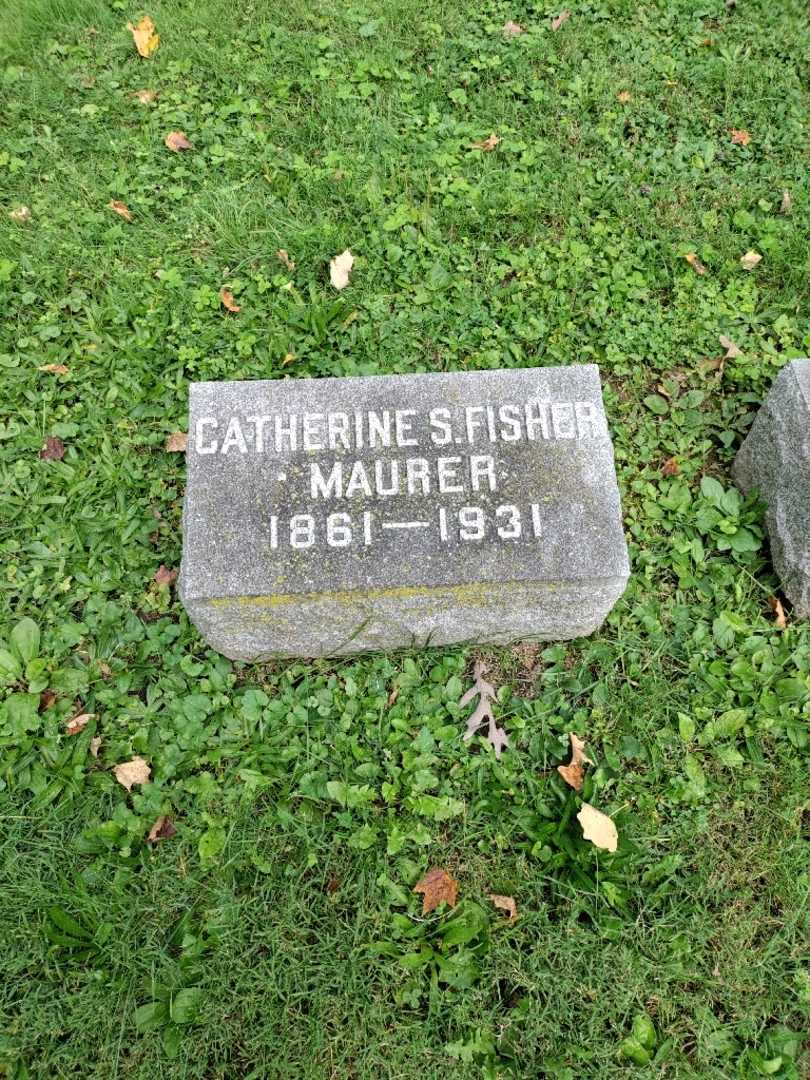 CATHERINE S. FISHER
MAURER
1861—1931